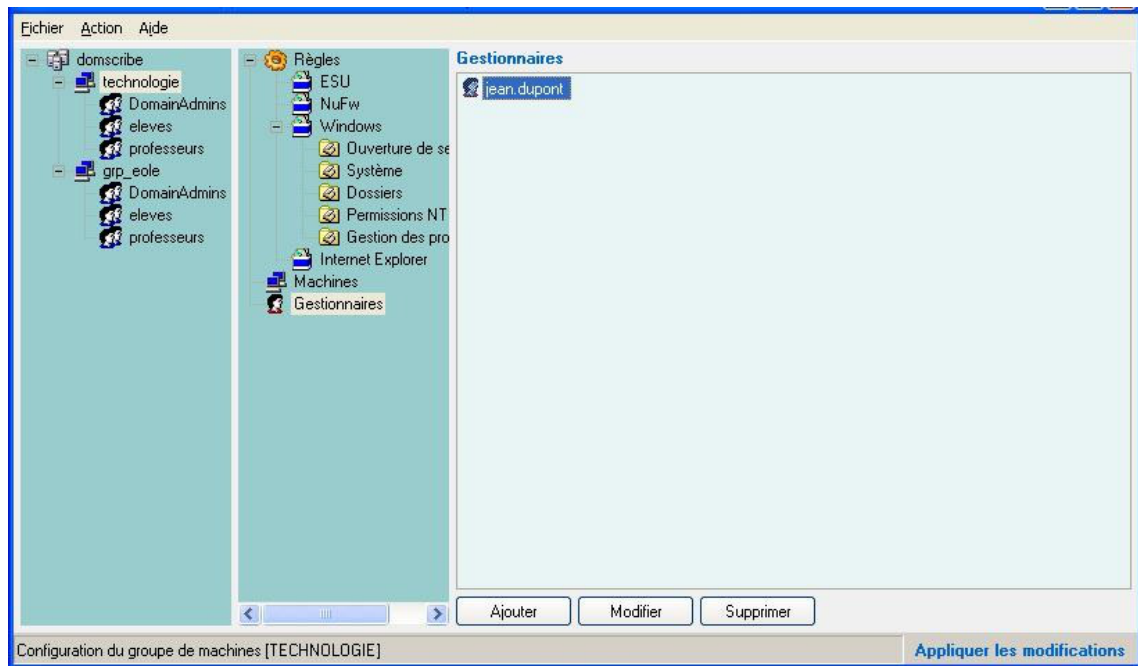 Fichier Action Aide
domscribe
technologie
DomainAdmins
eleves
professeurs
grp_eole
DomainAdmins
eleves
professeurs
Règles
ESU
NuFw
Windows
Ouverture de se
Système
Dossiers
Permissions NT
Gestion des pro
Internet Explorer
Machines
Gestionnaires
Gestionnaires
jean.dupont
Ajouter Modifier Supprimer
Configuration du groupe de machines [TECHNOLOGIE] Appliquer les modifications